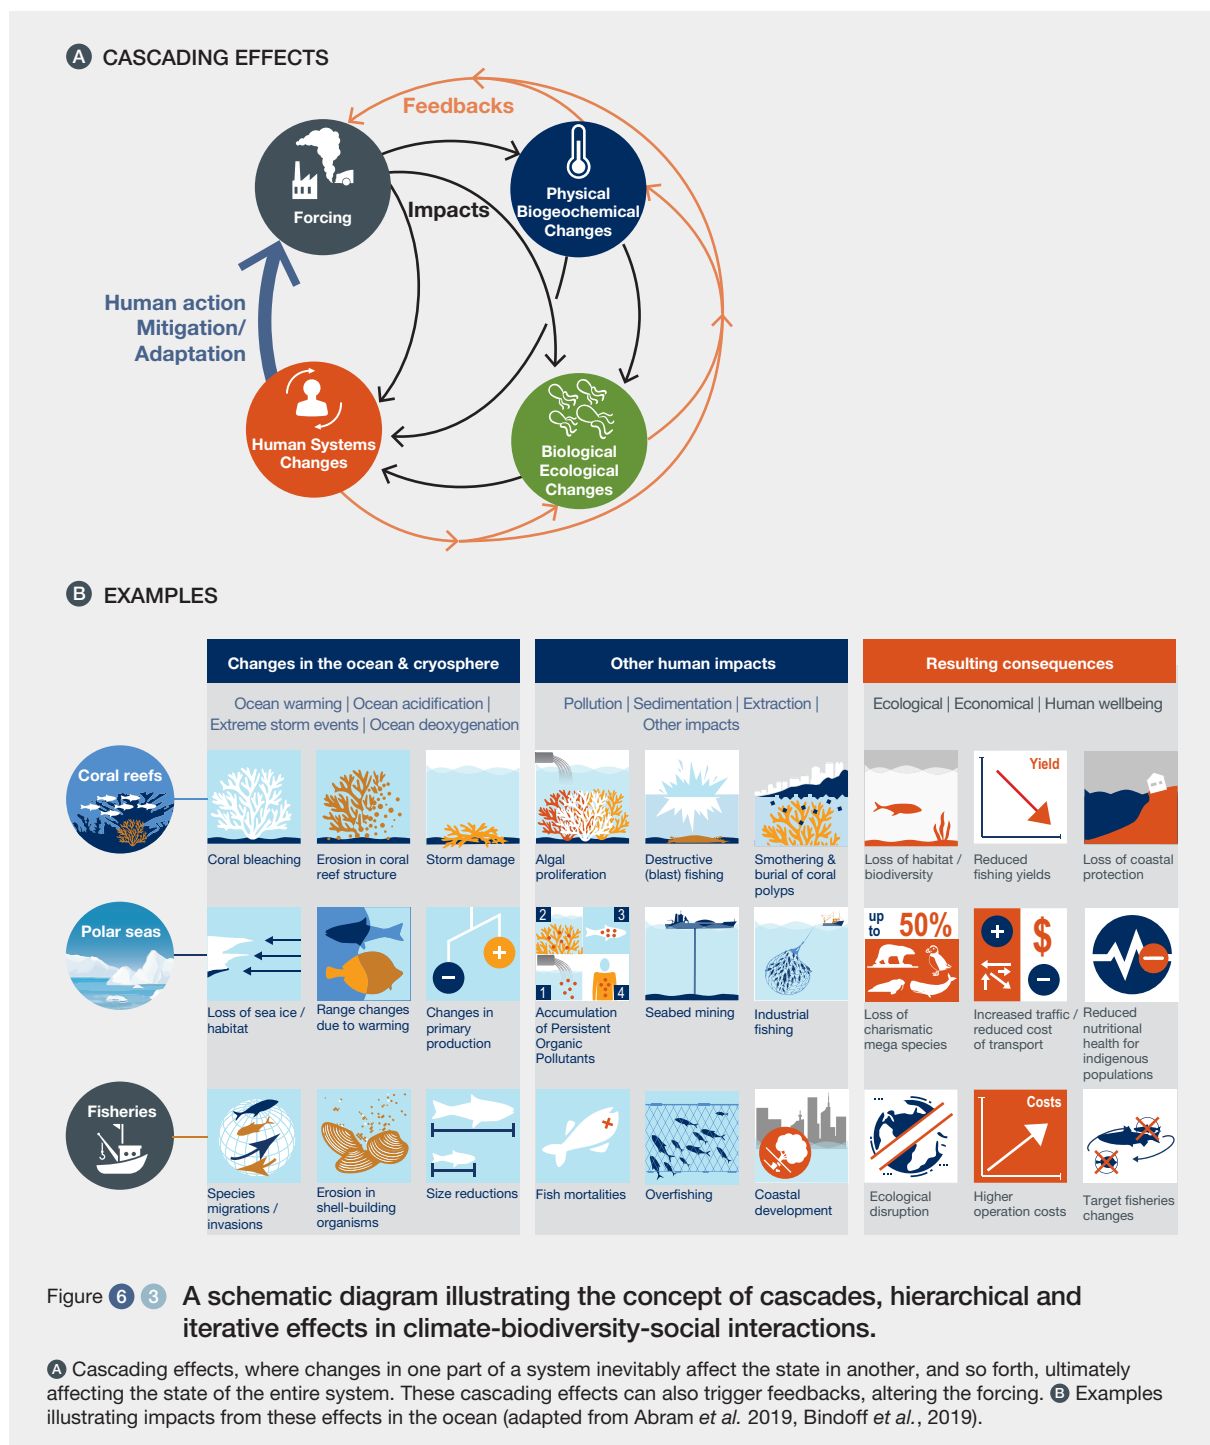 A CASCADING EFFECTS
Feedbacks
Forcing
Physical
Biogeochemical
Changes
Impacts
Human action
Mitigation/
Adaptation
Human Systems
Changes
Biological
Ecological
Changes
B EXAMPLES
Changes in the ocean & cryosphere
Other human impacts
Resulting consequences
Ocean warming | Ocean acidification |
Extreme storm events | Ocean deoxygenation
Pollution | Sedimentation | Extraction |
Other impacts
Ecological | Economical | Human wellbeing
Coral reefs
Yield
Coral bleaching
Erosion in coral
reef structure
Storm damage
Algal
proliferation
Destructive
(blast) fishing
Smothering &
burial of coral
polyps
Loss of habitat /
biodiversity
Reduced
fishing yields
Loss of coastal
protection
Polar seas
2
3
1
4
up
to 50%
$
Loss of sea ice /
habitat
Range changes
due to warming
Changes in
primary
production
Accumulation
of Persistent
Organic
Pollutants
Seabed mining
Industrial
fishing
Loss of
charismatic
mega species
Increased traffic /
reduced cost
of transport
Reduced
nutritional
health for
indigenous
populations
Fisheries
Costs
Species
migrations /
invasions
Erosion in
shell-building
organisms
Size reductions
Fish mortalities
Overfishing
Coastal
development
Ecological
disruption
Higher
operation costs
Target fisheries
changes
Figure 6 3 A schematic diagram illustrating the concept of cascades, hierarchical and
iterative effects in climate-biodiversity-social interactions.
A Cascading effects, where changes in one part of a system inevitably affect the state in another, and so forth, ultimately
affecting the state of the entire system. These cascading effects can also trigger feedbacks, altering the forcing. B Examples
illustrating impacts from these effects in the ocean (adapted from Abram et al. 2019, Bindoff et al., 2019).